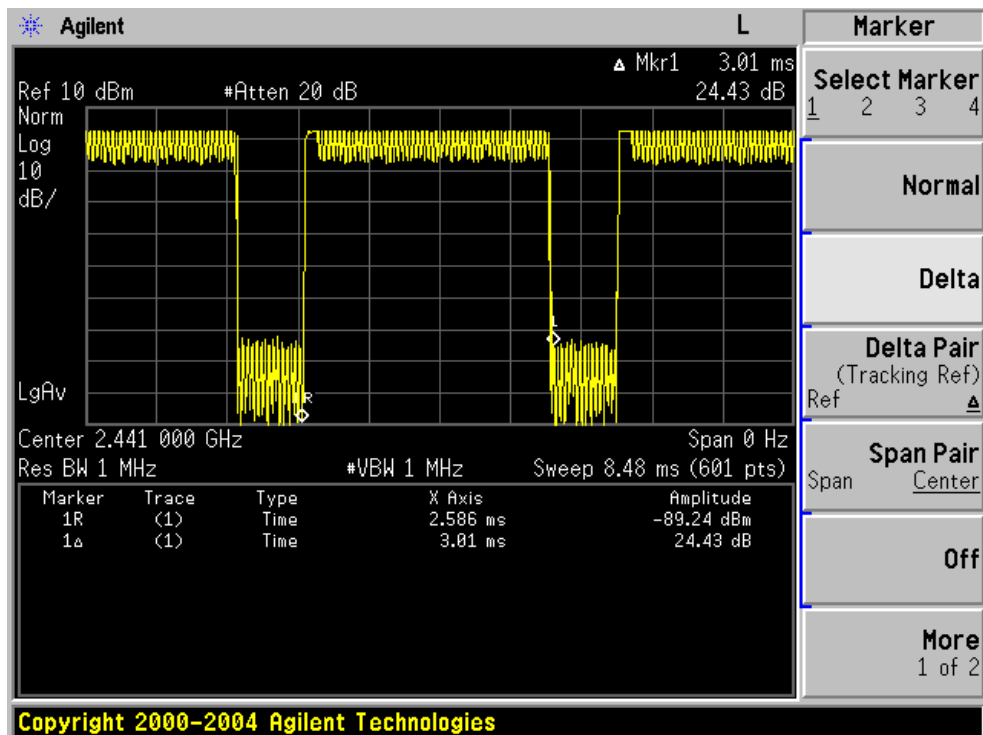 Agilent L
Δ Mkr1 3.01 ms
Ref 10 dBm #Atten 20 dB 24.43 dB
Norm
Log
10
dB/
LgAv
R
1
Center 2.441 000 GHz Span 0 Hz
Res BW 1 MHz #VBW 1 MHz Sweep 8.48 ms (601 pts)
Marker Trace Type X Axis Amplitude
1R (1) Time 2.586 ms -89.24 dBm
1Δ (1) Time 3.01 ms 24.43 dB
Marker
Select Marker
1 2 3 4
Normal
Delta
Delta Pair
(Tracking Ref)
Ref Δ
Span Pair
Span Center
Off
More
1 of 2
Copyright 2000-2004 Agilent Technologies